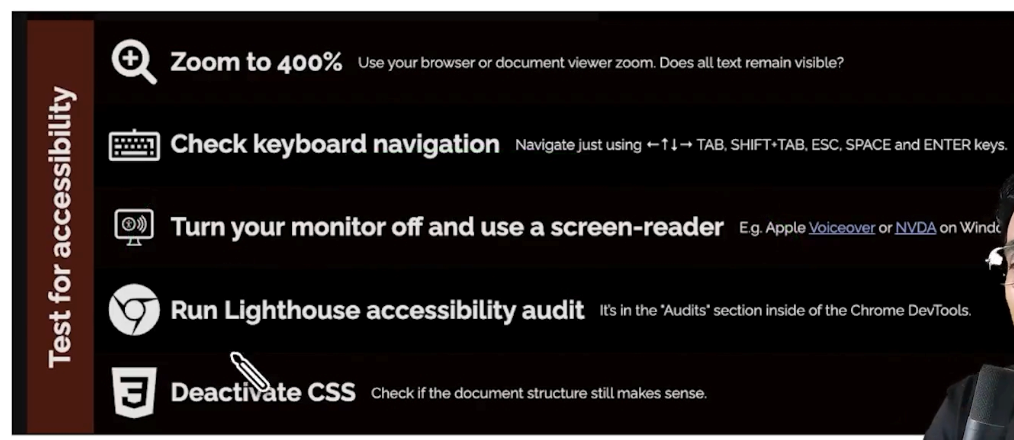 Test for accessibility
Zoom to 400% Use your browser or document viewer zoom. Does all text remain visible?
Check keyboard navigation Navigate just using ←↑↓→ TAB, SHIFT+TAB, ESC, SPACE and ENTER keys.
Turn your monitor off and use a screen-reader E.g. Apple Voiceover or NVDA on
Run Lighthouse accessibility audit It's in the "Audits" section inside of the Chrome DevTools.
3
Deactivate CSS Check if the document structure still makes sense.